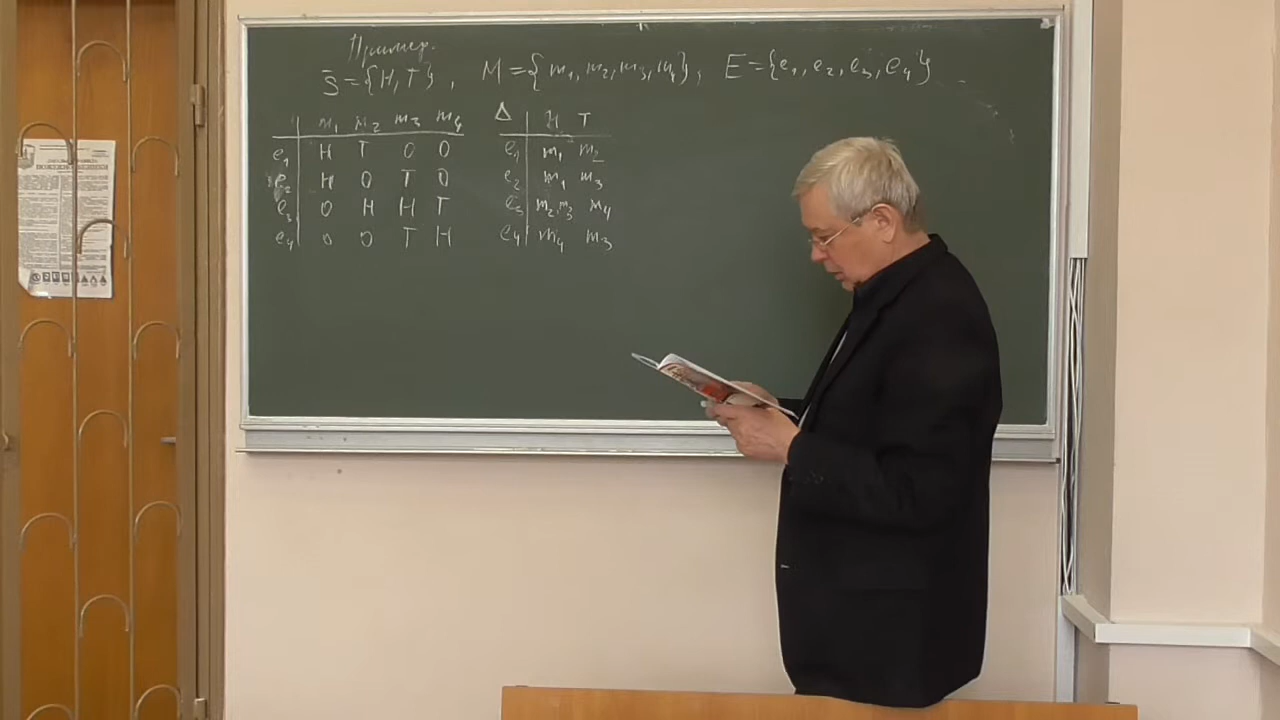 Пример.
S = {H, T}, M = {m₁, m₂, m₃, m₄}, E = {e₁, e₂, e₃, e₄}
m₁ m₂ m₃ m₄ Δ H T
e₁ H T 0 0 e₁ m₁ m₂
e₂ H 0 T 0 e₂ m₁ m₃
e₃ 0 H H T e₃ m₂, m₃ m₄
e₄ 0 0 T H e₄ m₄ m₃